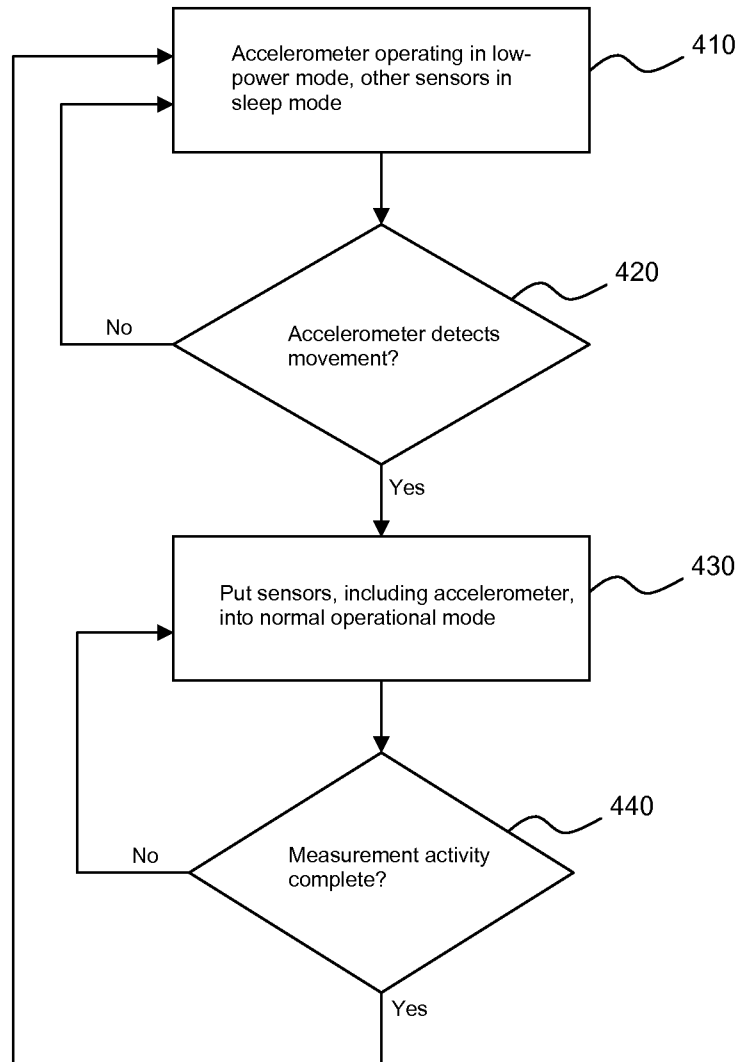 Accelerometer operating in low-
power mode, other sensors in
sleep mode
410
420
Accelerometer detects
movement?
No
Yes
430
Put sensors, including accelerometer,
into normal operational mode
440
Measurement activity
complete?
No
Yes